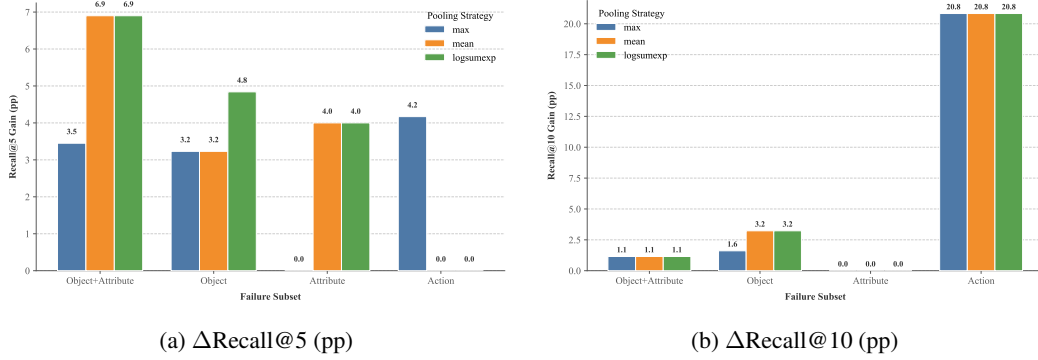 6.9 6.9
7
Pooling Strategy
max
mean
logsumexp
6
5
4.8
4.2
4.0 4.0
4
3.5
3.2 3.2
3
2
1
0.0
0.0 0.0
0
Recall@5 Gain (pp)
Object+Attribute Object Attribute Action
Failure Subset
(a) ΔRecall@5 (pp)
20.8 20.8 20.8
20.0
Pooling Strategy
max
mean
logsumexp
17.5
15.0
12.5
10.0
7.5
5.0
3.2 3.2
2.5
1.6
1.1 1.1 1.1
0.0 0.0 0.0
0.0
Recall@10 Gain (pp)
Object+Attribute Object Attribute Action
Failure Subset
(b) ΔRecall@10 (pp)